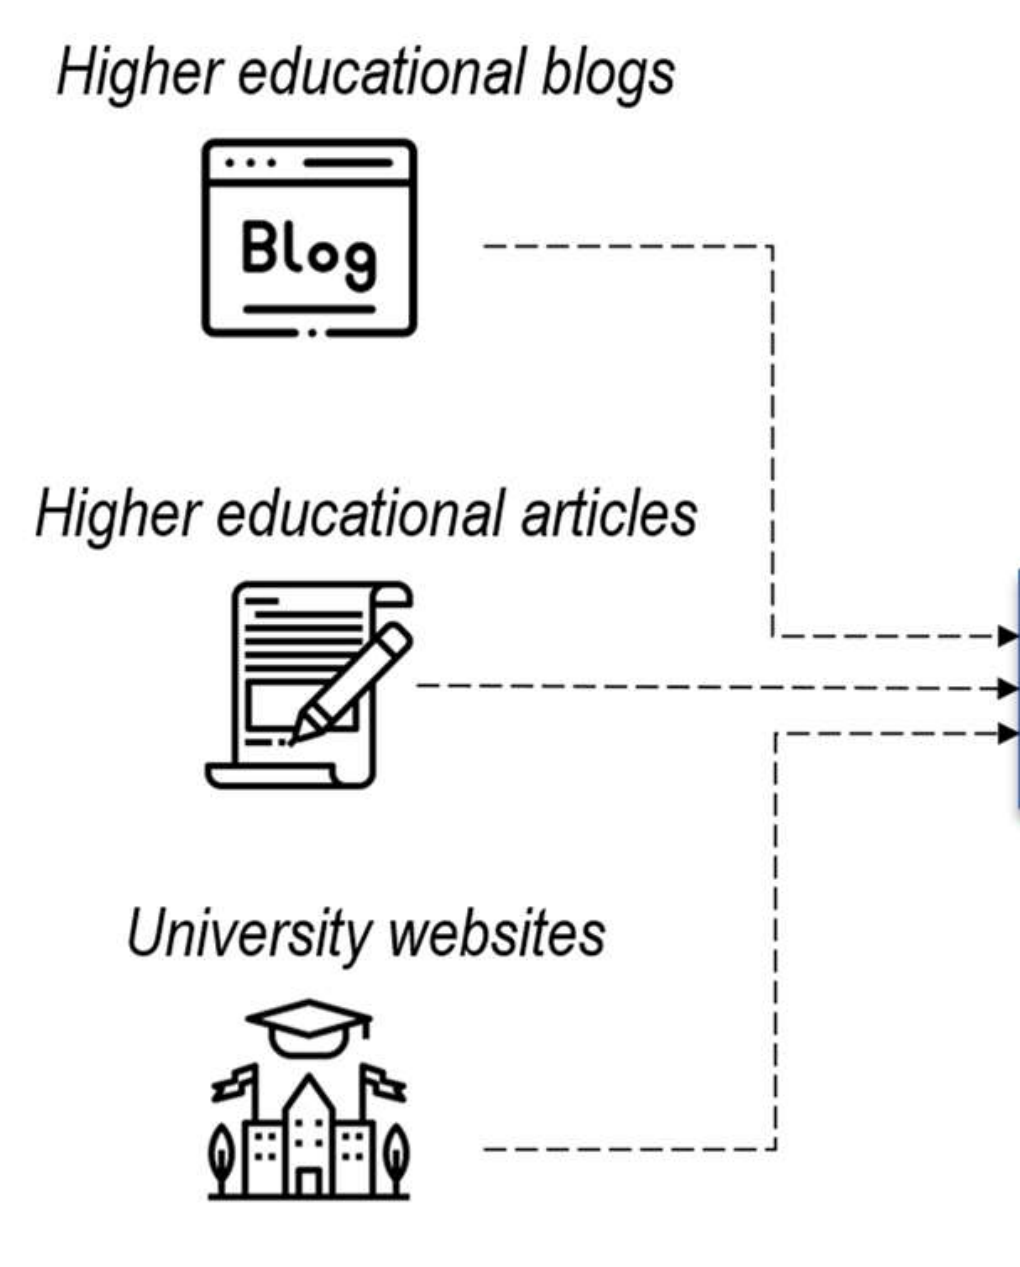 Higher educational blogs
Blog
Higher educational articles
University websites